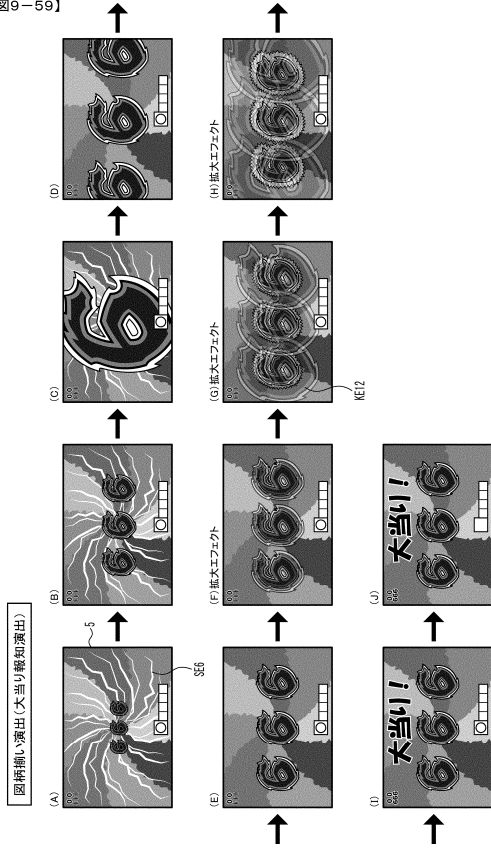 【図9-59】
図柄揃い演出(大当り報知演出)
(A)
5
SE6
(B)
(C)
(D)
(E)
(F)拡大エフェクト
(G)拡大エフェクト
KE12
(H)拡大エフェクト
(I)
大当り!
666
(J)
大当り!
666